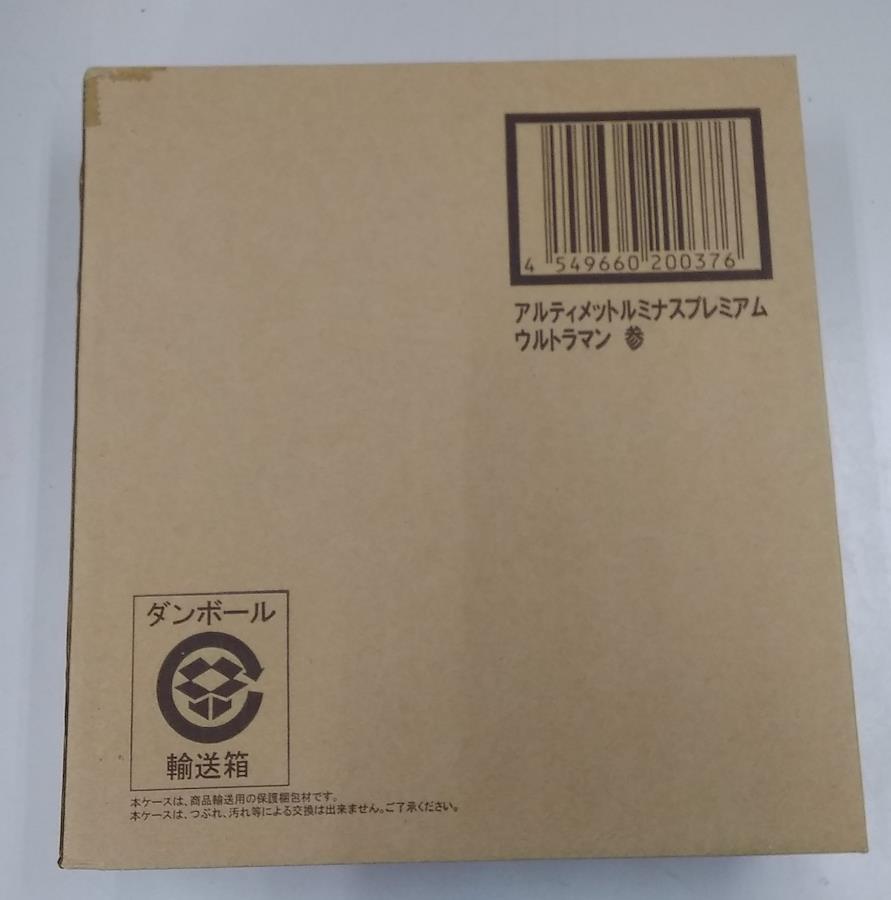 4 549660 200376
アルティメットルミナスプレミアム
ウルトラマン 参
ダンボール
輸送箱
本ケースは、商品輸送用の保護梱包材です。
本ケースは、つぶれ、汚れ等による交換は出来ません。ご了承ください。